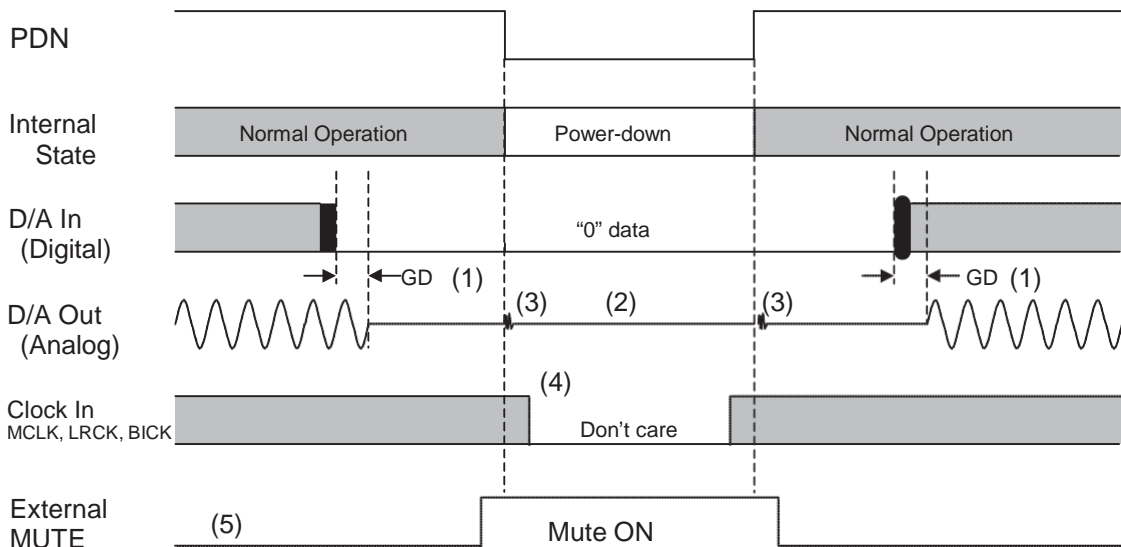 PDN
Internal
State
Normal Operation
Power-down
Normal Operation
D/A In
(Digital)
“0” data
GD (1)
GD (1)
D/A Out
(Analog)
(3)
(2)
(3)
Clock In
MCLK, LRCK, BICK
(4)
Don't care
External
MUTE
(5)
Mute ON